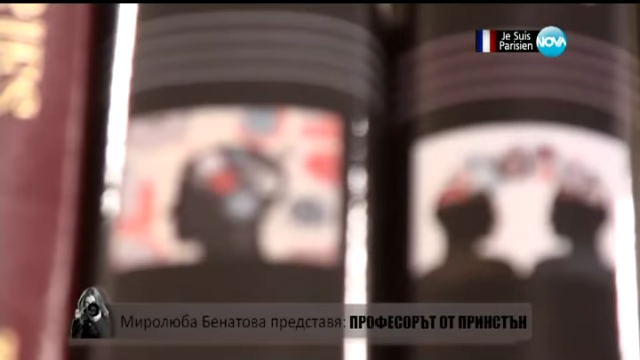 Je Suis
Parisien
NOVA
Миролюба Бенатова представя: ПРОФЕСОРЪТ ОТ ПРИНСТЪН